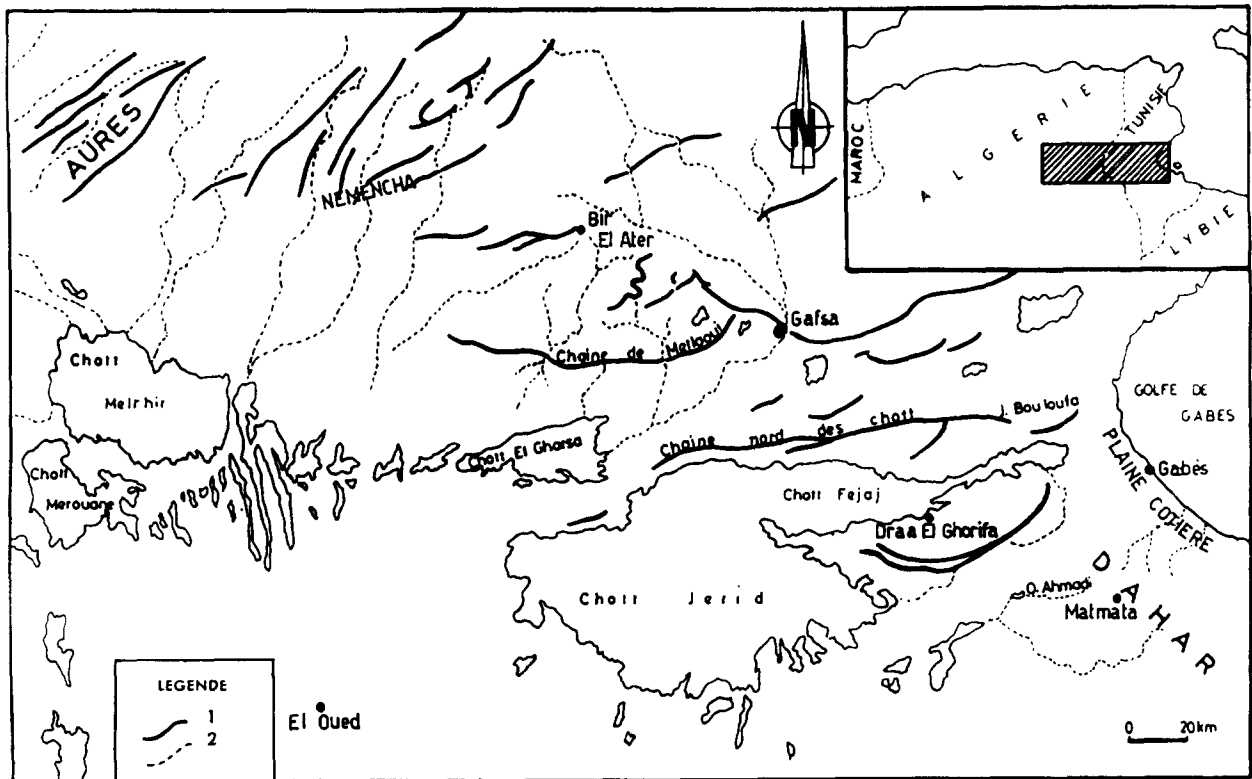 AURES
NEMENCHA
Bir
El Ater
N
MAROC
ALGERIE
TUNISIE
LYBIE
Gafsa
Chaine de Metlaoui
Chott
Melrhir
Chott
Merouane
Chott El Gharsa
Chaine nord des chott
J. Bouloufa
GOLFE DE
GABES
Gabès
PLAINE COTIERE
Chott Fejaj
Draa El Ghorifa
Chott Jerid
O. Ahmadi
Matmata
DAHAR
LEGENDE
1
2
El Oued
0 20km